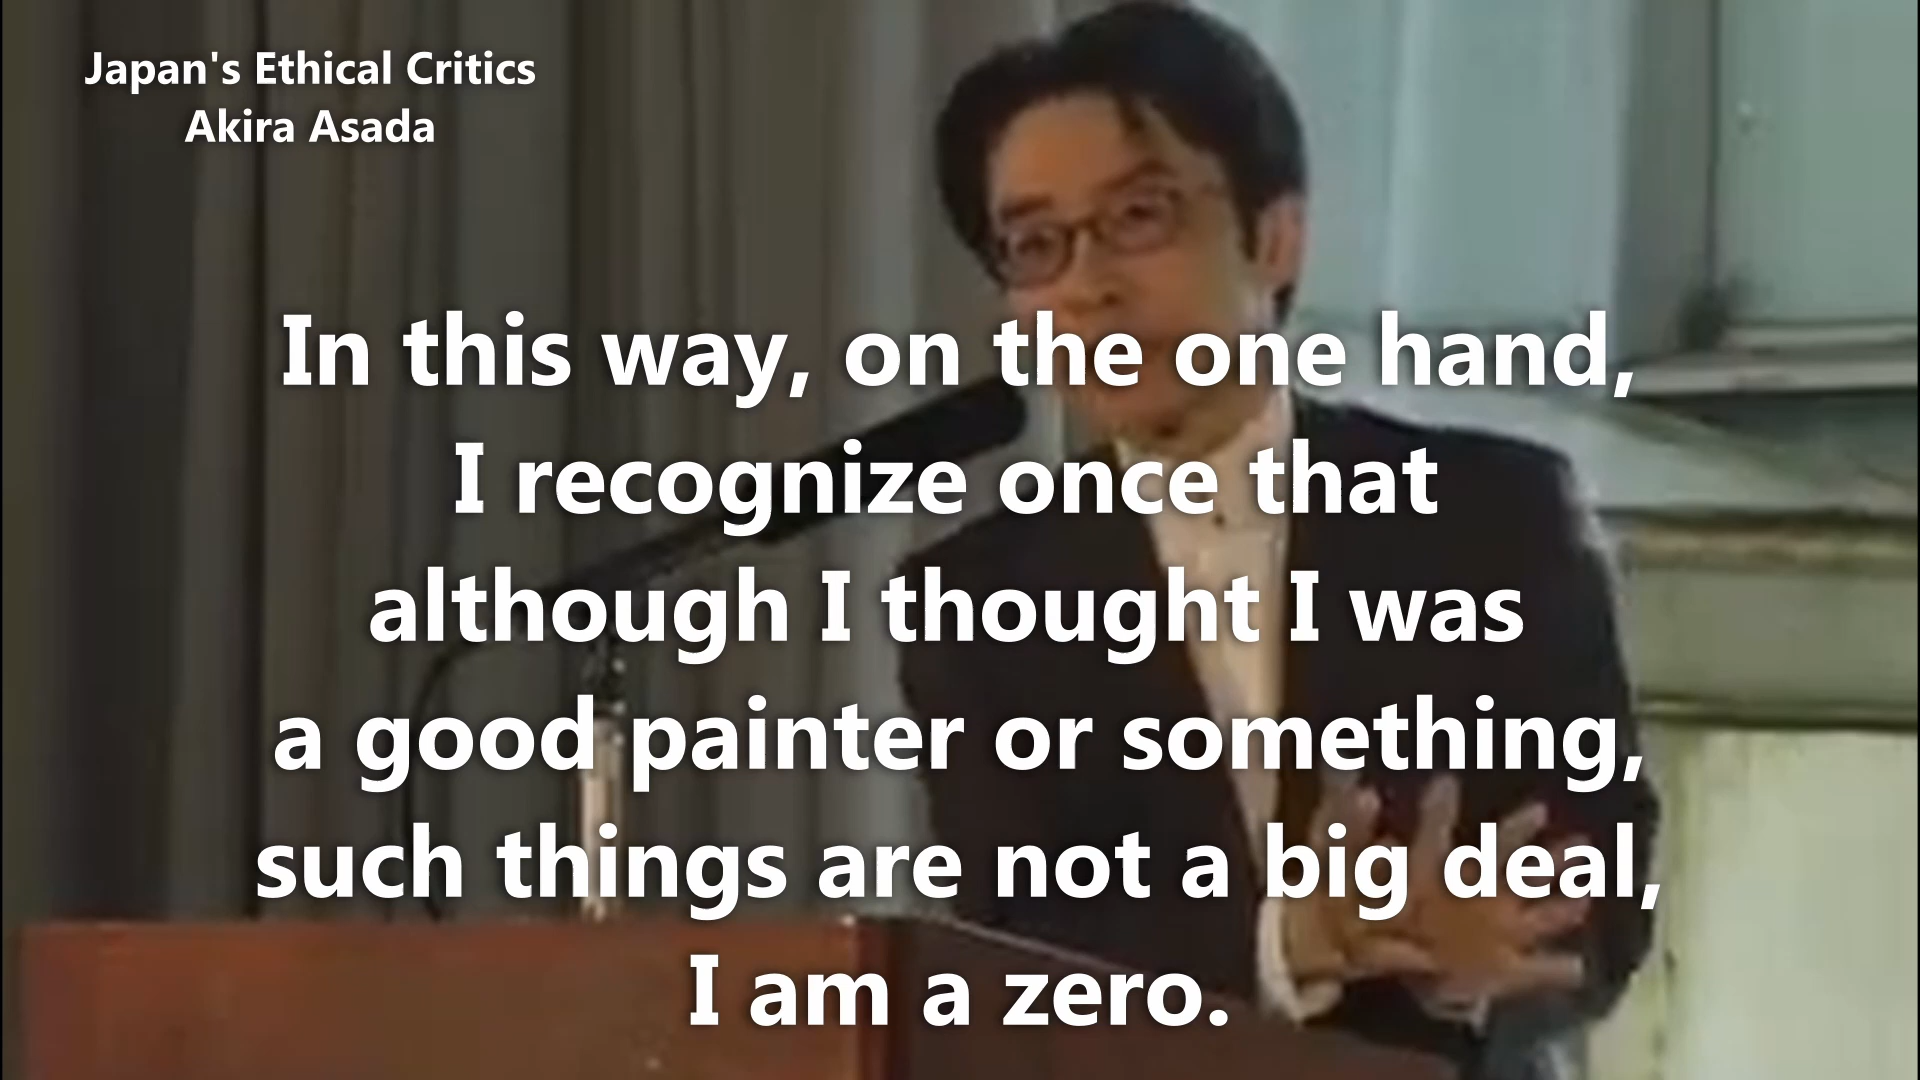 Japan's Ethical Critics
Akira Asada
In this way, on the one hand,
I recognize once that
although I thought I was
a good painter or something,
such things are not a big deal,
I am a zero.